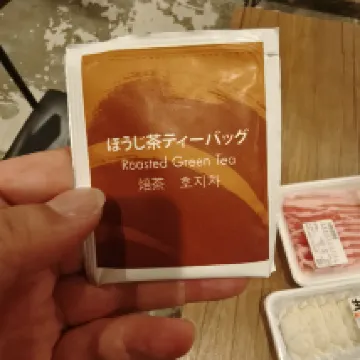 ほうじ茶ティーバッグ
Roasted Green Tea
焙茶 호지차